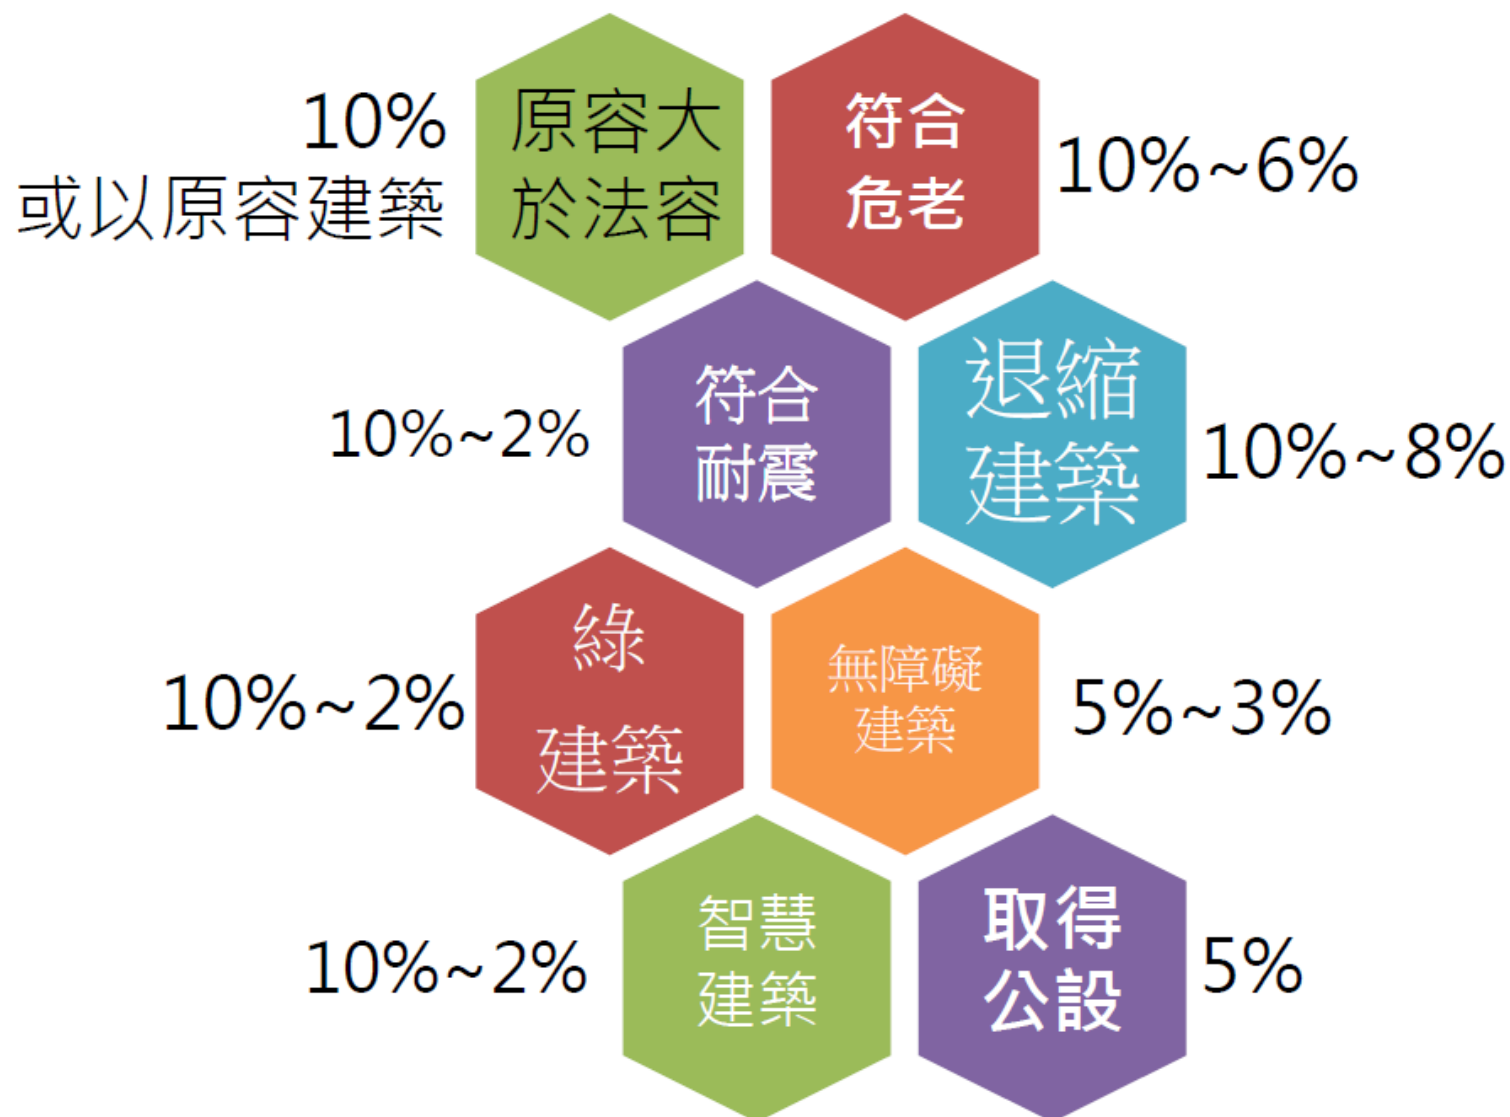 10%
或以原容建築
原容大
於法容
符合
危老
10%~6%
10%~2%
符合
耐震
退縮
建築
10%~8%
10%~2%
綠
建築
無障礙
建築
5%~3%
10%~2%
智慧
建築
取得
公設
5%